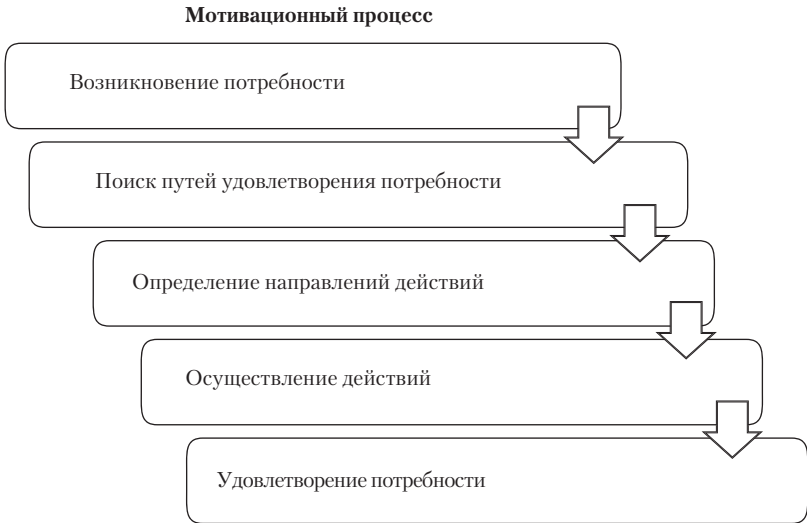 Мотивационный процесс
Возникновение потребности
Поиск путей удовлетворения потребности
Определение направлений действий
Осуществление действий
Удовлетворение потребности